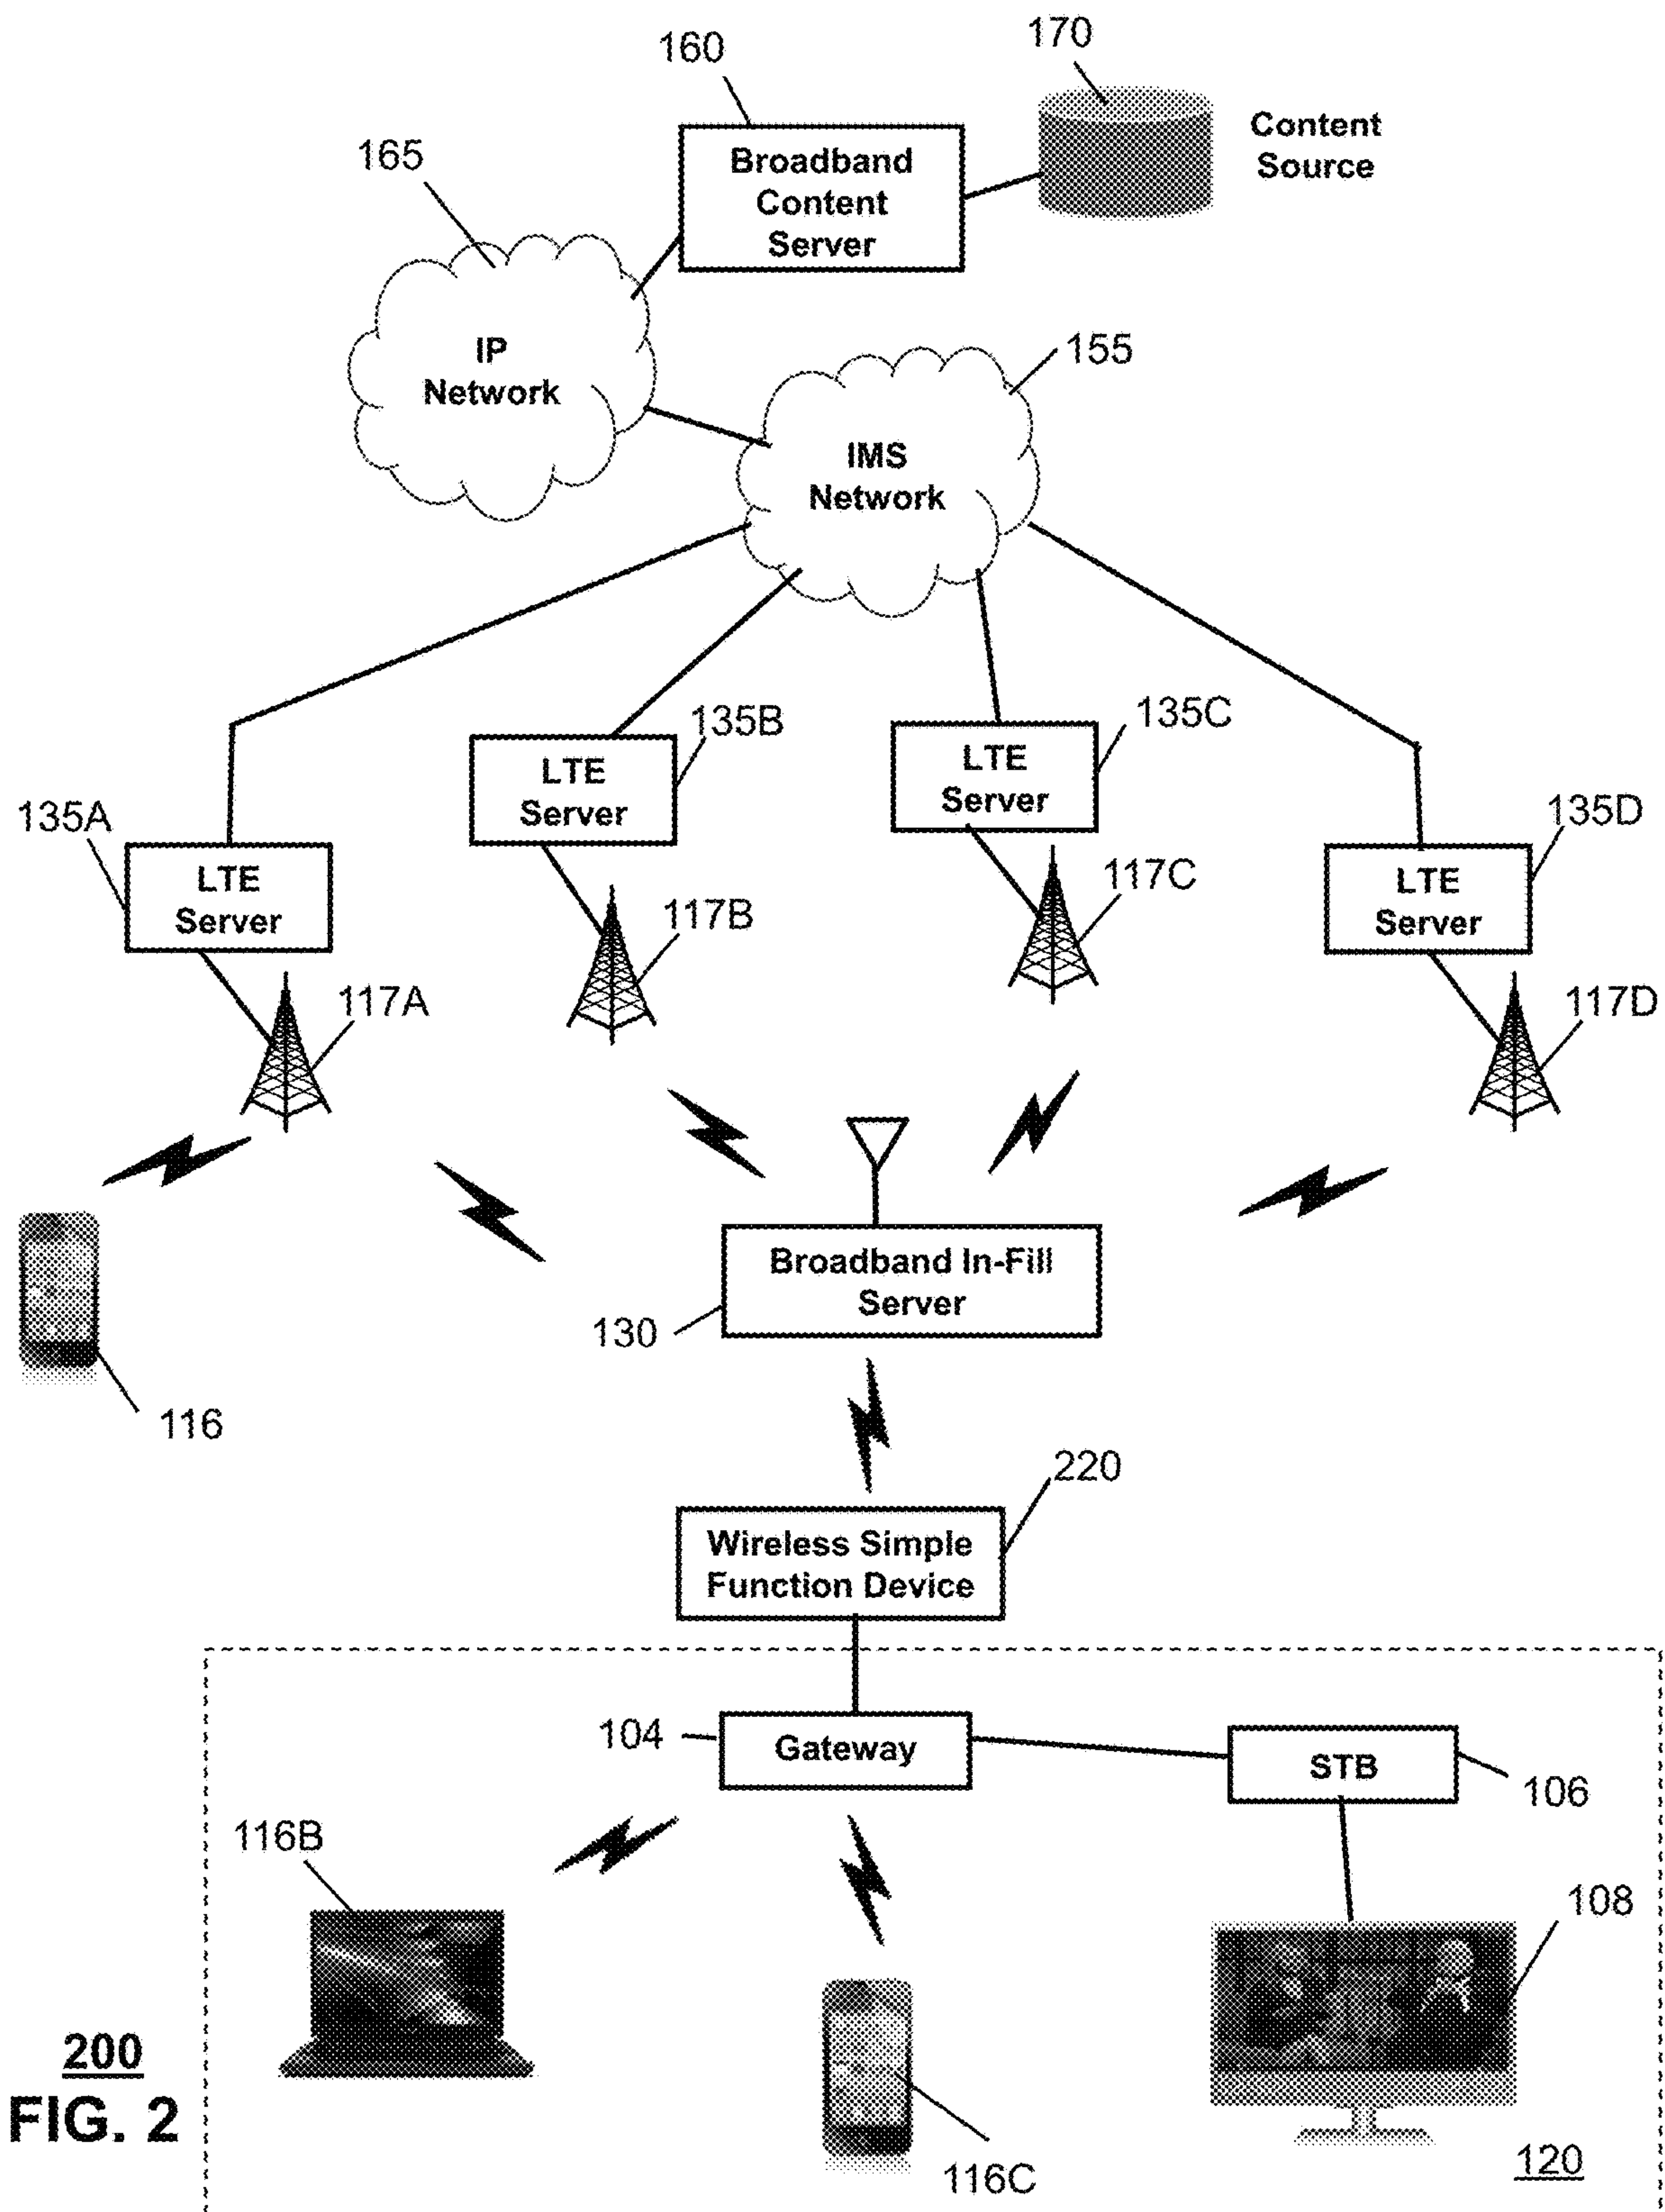 160
170
Content
Source
Broadband
Content
Server
165
IP
Network
155
IMS
Network
135B
135C
LTE
Server
LTE
Server
135A
135D
LTE
Server
LTE
Server
117B
117C
117A
117D
Broadband In-Fill
Server
130
116
220
Wireless Simple
Function Device
104
Gateway
STB
106
116B
108
200
FIG. 2
116C
120